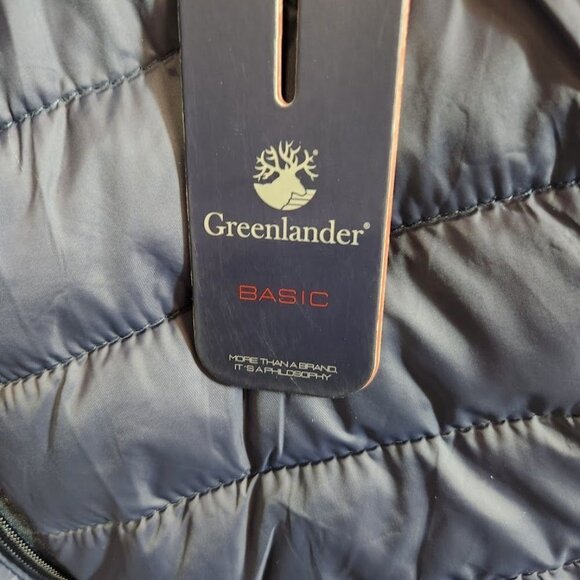 Greenlander®
BASIC
MORE THAN A BRAND,
IT´S A PHILOSOPHY